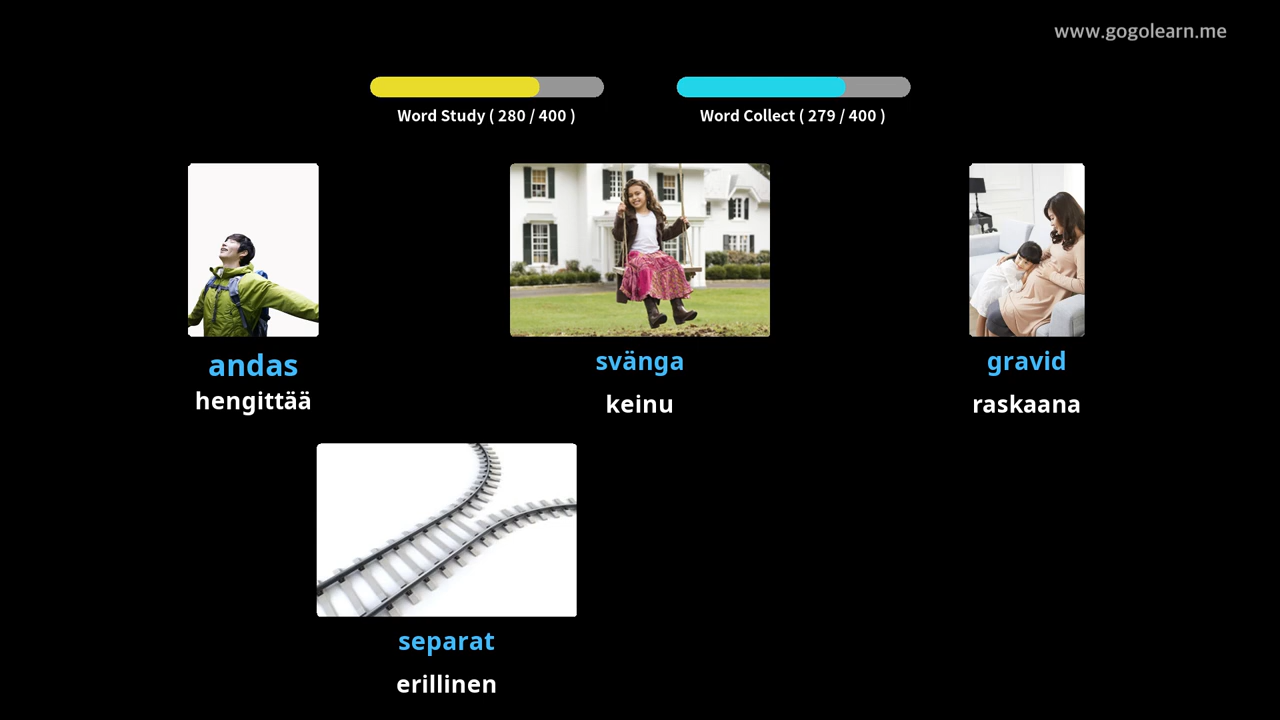 www.gogolearn.me
Word Study ( 280 / 400 )
Word Collect ( 279 / 400 )
andas
hengittää
svänga
keinu
gravid
raskaana
separat
erillinen